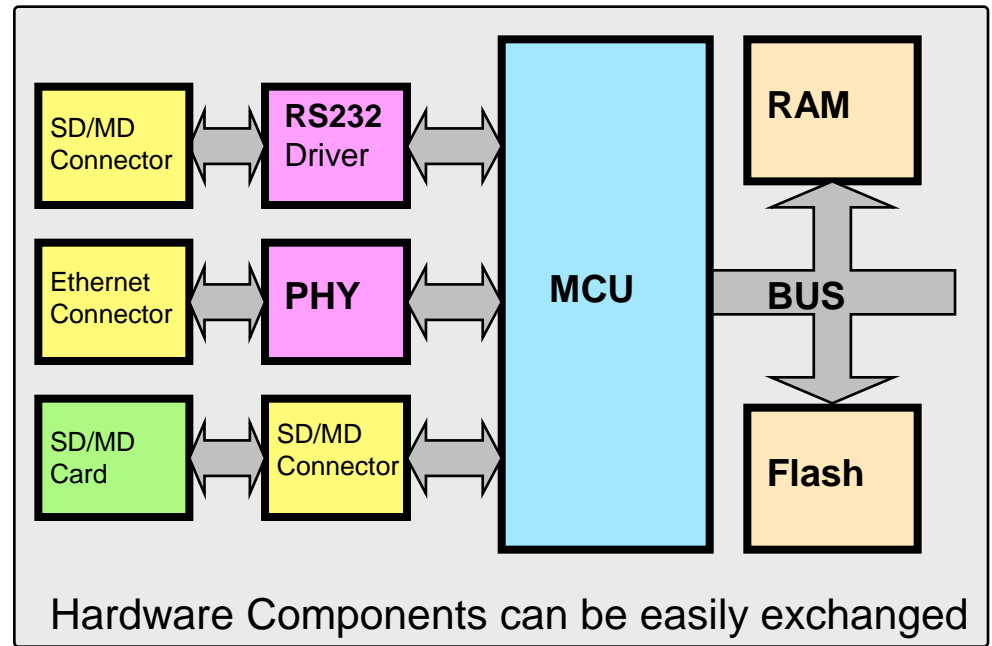 SD/MD
Connector
RS232
Driver
RAM
Ethernet
Connector
PHY
MCU
BUS
SD/MD
Card
SD/MD
Connector
Flash
Hardware Components can be easily exchanged